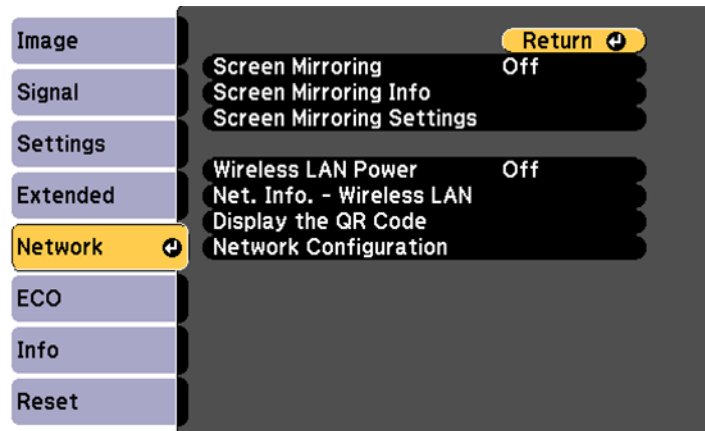 Image
Signal
Settings
Extended
Network
ECO
Info
Reset
Return
Screen Mirroring Off
Screen Mirroring Info
Screen Mirroring Settings
Wireless LAN Power Off
Net. Info. - Wireless LAN
Display the QR Code
Network Configuration